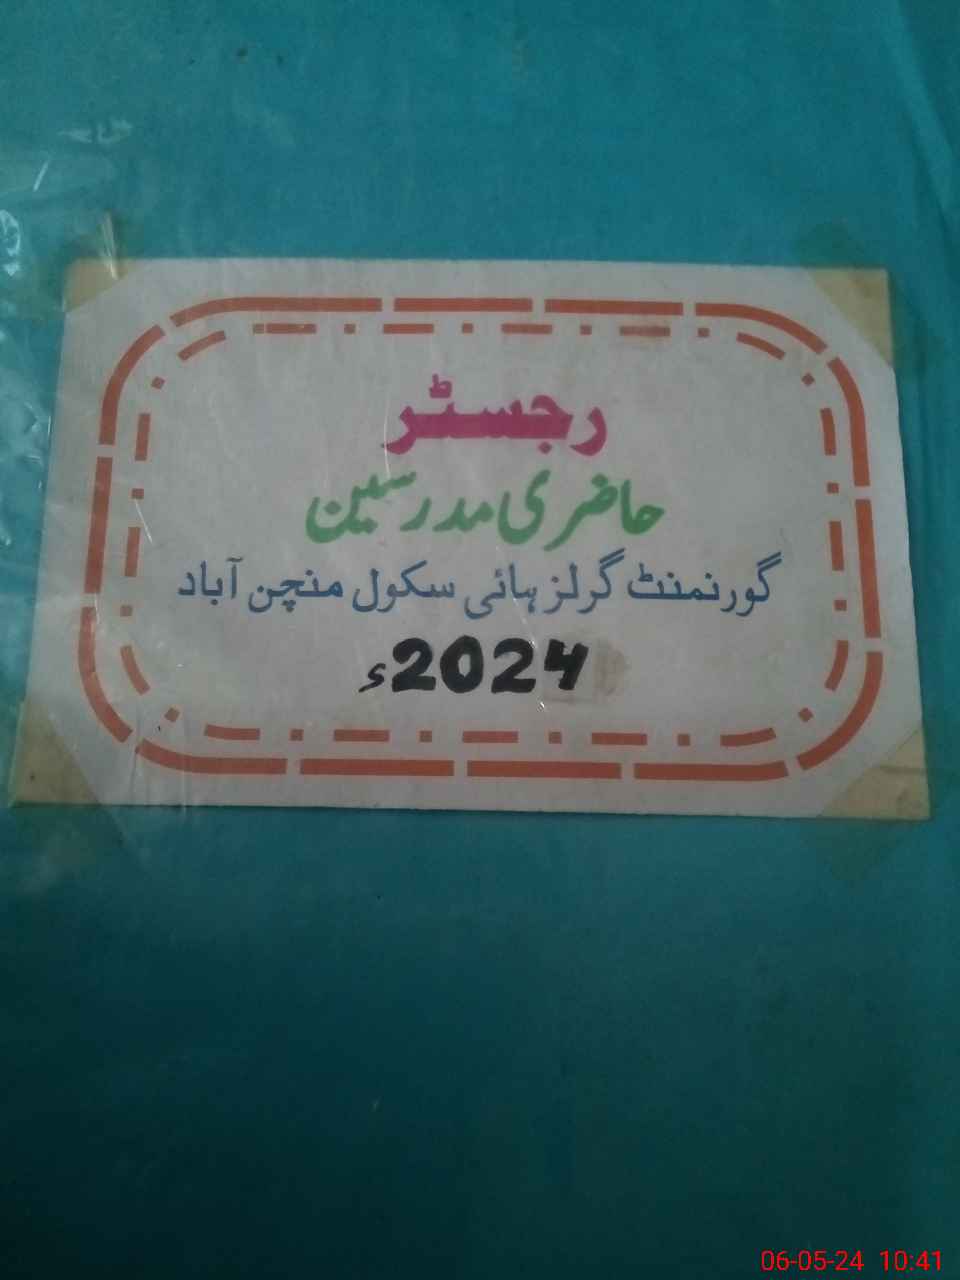 رجسٹر
حاضری مدرسین
گورنمنٹ گرلز ہائی سکول منچن آباد
2024ء
06-05-24 10:41